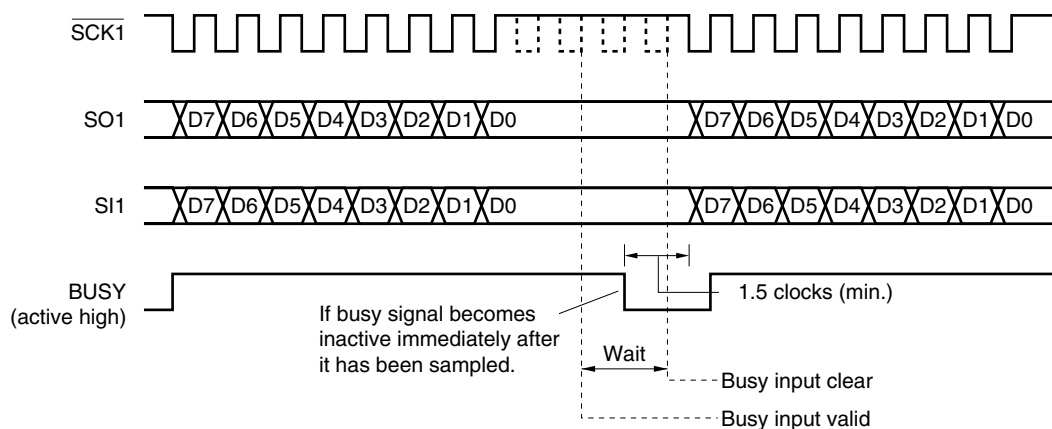 SCK1
SO1 D7 D6 D5 D4 D3 D2 D1 D0 D7 D6 D5 D4 D3 D2 D1 D0
SI1 D7 D6 D5 D4 D3 D2 D1 D0 D7 D6 D5 D4 D3 D2 D1 D0
BUSY
(active high)
1.5 clocks (min.)
If busy signal becomes
inactive immediately after
it has been sampled.
Wait
Busy input clear
Busy input valid